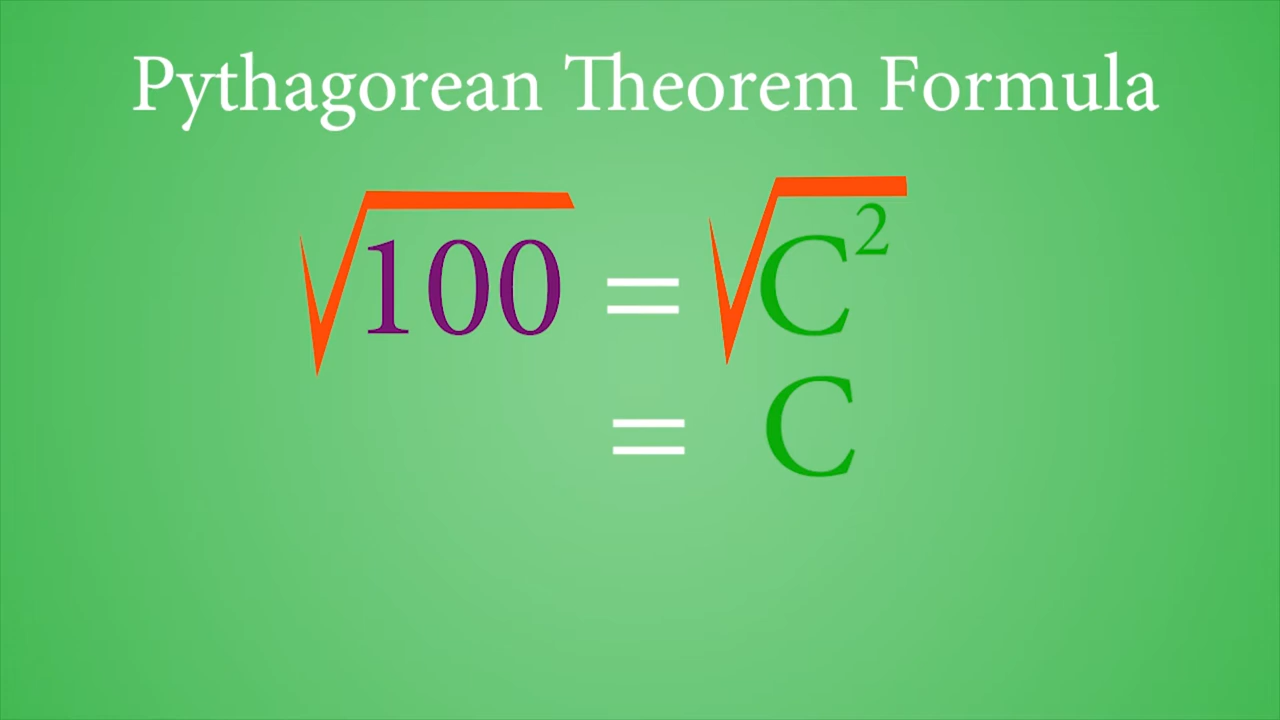 Pythagorean Theorem Formula
√100 = √C²
= C